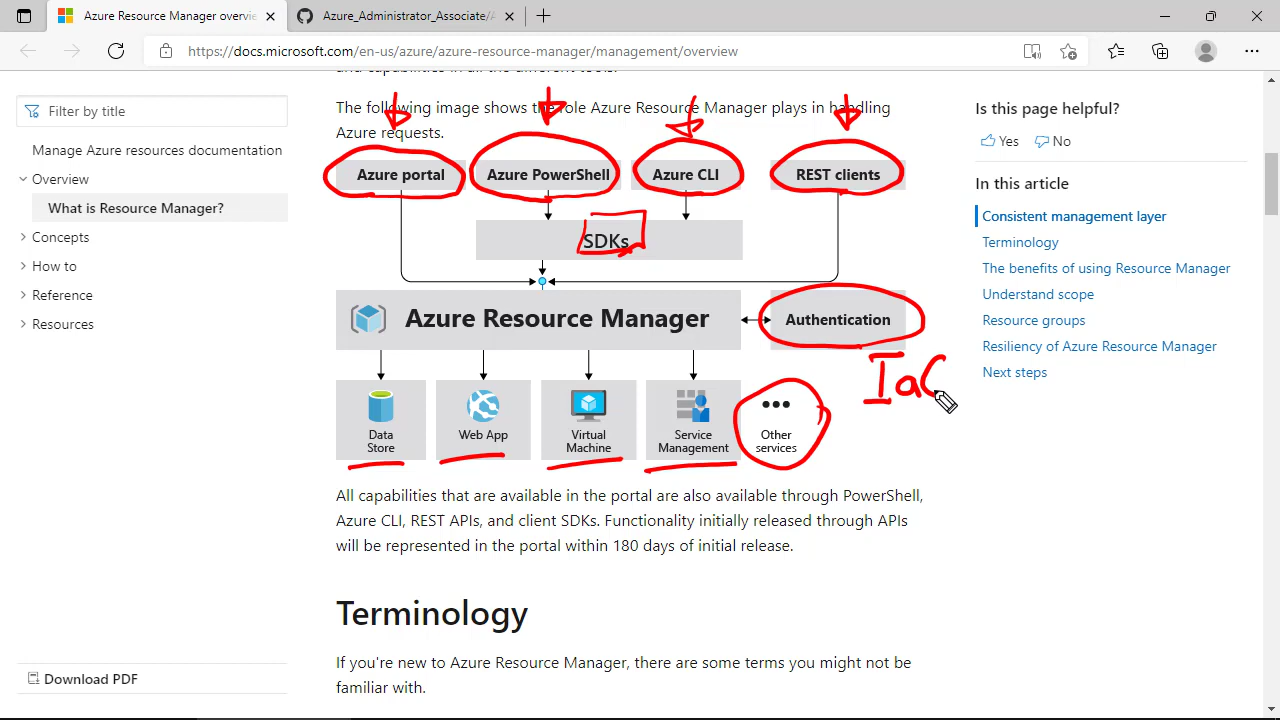 Azure Resource Manager overvie
Azure_Administrator_Associate/A
https://docs.microsoft.com/en-us/azure/azure-resource-manager/management/overview
and capabilities in all the different tools.
Filter by title
Manage Azure resources documentation
Overview
What is Resource Manager?
Concepts
How to
Reference
Resources
Download PDF
The following image shows the role Azure Resource Manager plays in handling
Azure requests.
Azure portal
Azure PowerShell
Azure CLI
REST clients
SDKs
Azure Resource Manager
Authentication
IaC
Data
Store
Web App
Virtual
Machine
Service
Management
Other
services
All capabilities that are available in the portal are also available through PowerShell,
Azure CLI, REST APIs, and client SDKs. Functionality initially released through APIs
will be represented in the portal within 180 days of initial release.
Terminology
If you're new to Azure Resource Manager, there are some terms you might not be
familiar with.
Is this page helpful?
Yes No
In this article
Consistent management layer
Terminology
The benefits of using Resource Manager
Understand scope
Resource groups
Resiliency of Azure Resource Manager
Next steps